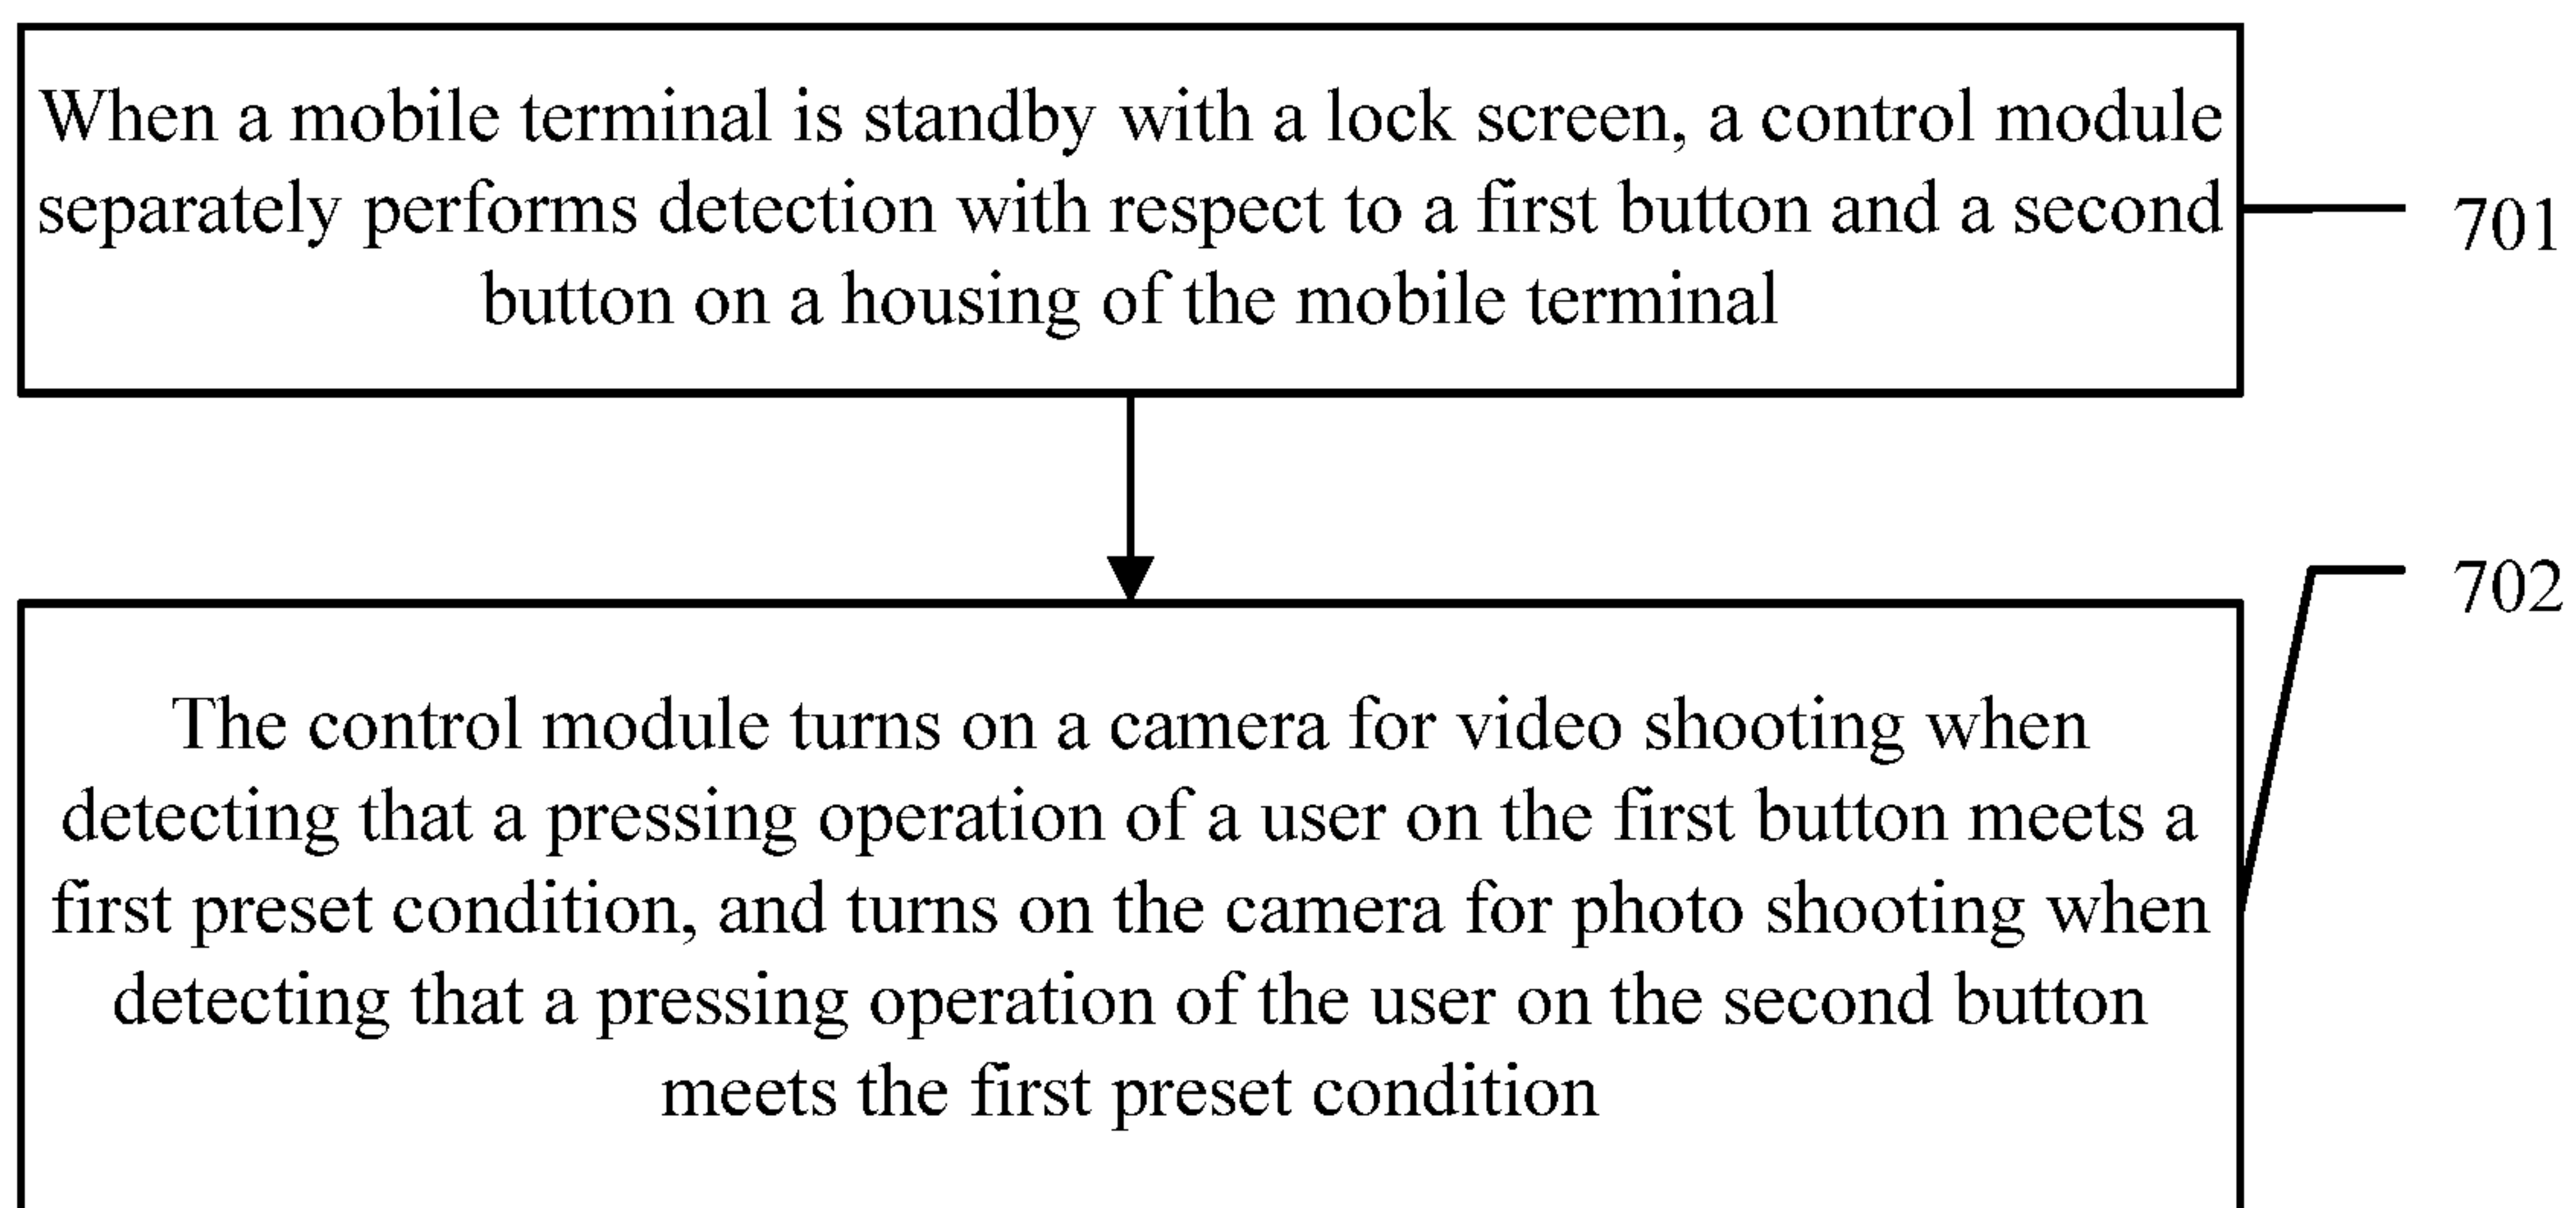 When a mobile terminal is standby with a lock screen, a control module
separately performs detection with respect to a first button and a second
button on a housing of the mobile terminal
701
702
The control module turns on a camera for video shooting when
detecting that a pressing operation of a user on the first button meets a
first preset condition, and turns on the camera for photo shooting when
detecting that a pressing operation of the user on the second button
meets the first preset condition